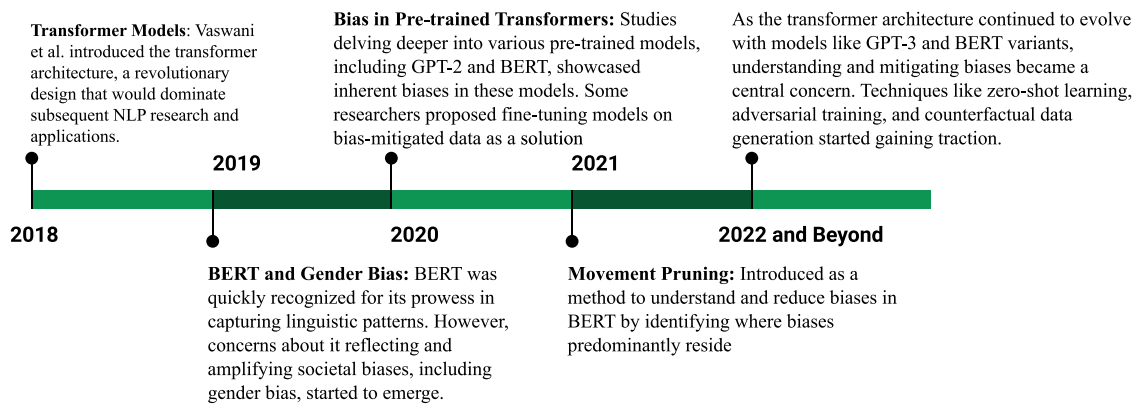 Transformer Models: Vaswani
et al. introduced the transformer
architecture, a revolutionary
design that would dominate
subsequent NLP research and
applications.
Bias in Pre-trained Transformers: Studies
delving deeper into various pre-trained models,
including GPT-2 and BERT, showcased
inherent biases in these models. Some
researchers proposed fine-tuning models on
bias-mitigated data as a solution
As the transformer architecture continued to evolve
with models like GPT-3 and BERT variants,
understanding and mitigating biases became a
central concern. Techniques like zero-shot learning,
adversarial training, and counterfactual data
generation started gaining traction.
2019
2021
2018
2020
2022 and Beyond
BERT and Gender Bias: BERT was
quickly recognized for its prowess in
capturing linguistic patterns. However,
concerns about it reflecting and
amplifying societal biases, including
gender bias, started to emerge.
Movement Pruning: Introduced as a
method to understand and reduce biases in
BERT by identifying where biases
predominantly reside